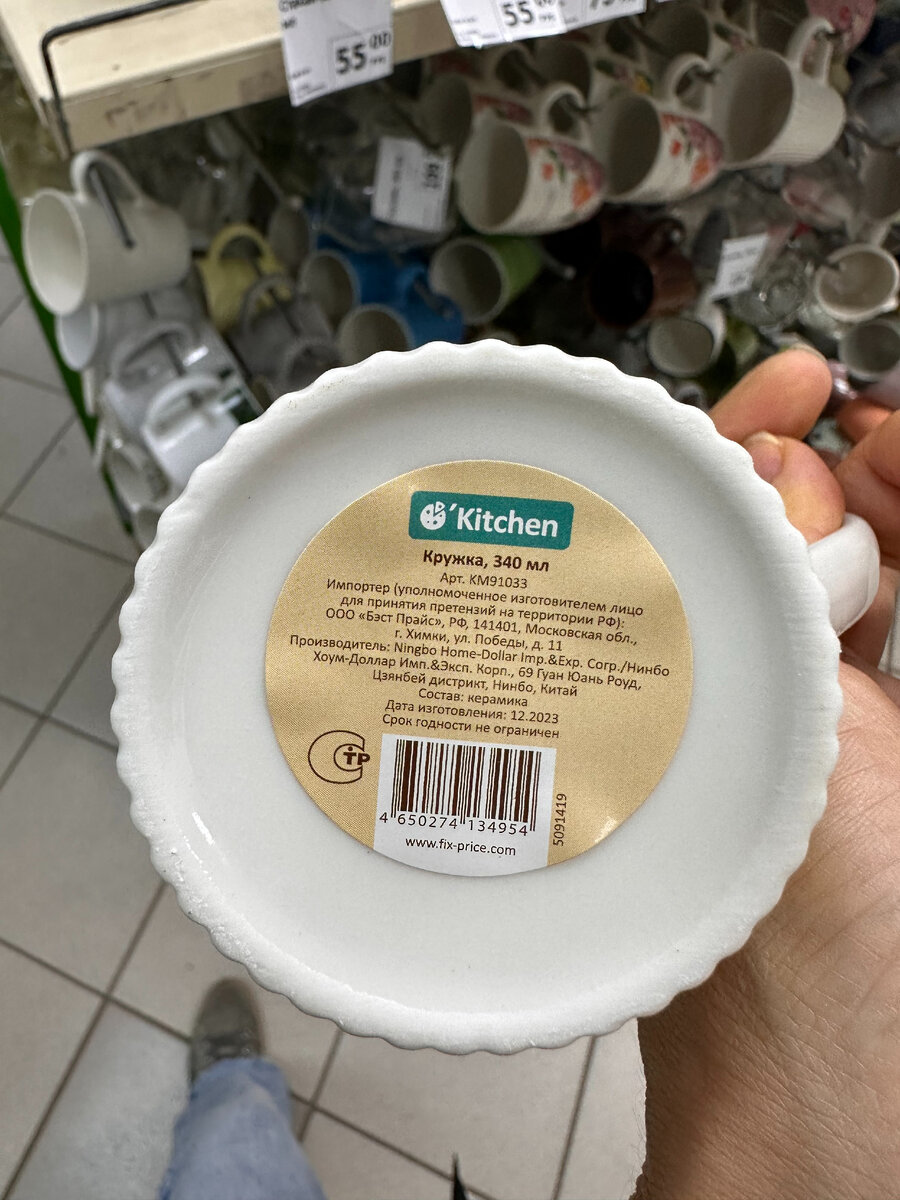 55 00
55
199
'Kitchen
Кружка, 340 мл
Арт. KM91033
Импортер (уполномоченное изготовителем лицо
для принятия претензий на территории РФ):
ООО «Бэст Прайс», РФ, 141401, Московская обл.,
г. Химки, ул. Победы, д. 11
Производитель: Ningbo Home-Dollar Imp.&Exp. Corp./Нинбо
Хоум-Доллар Имп.&Эксп. Корп., 69 Гуан Юань Роуд,
Цзянбей дистрикт, Нинбо, Китай
Состав: керамика
Дата изготовления: 12.2023
Срок годности не ограничен
СТР
4 650274 134954
5091419
www.fix-price.com